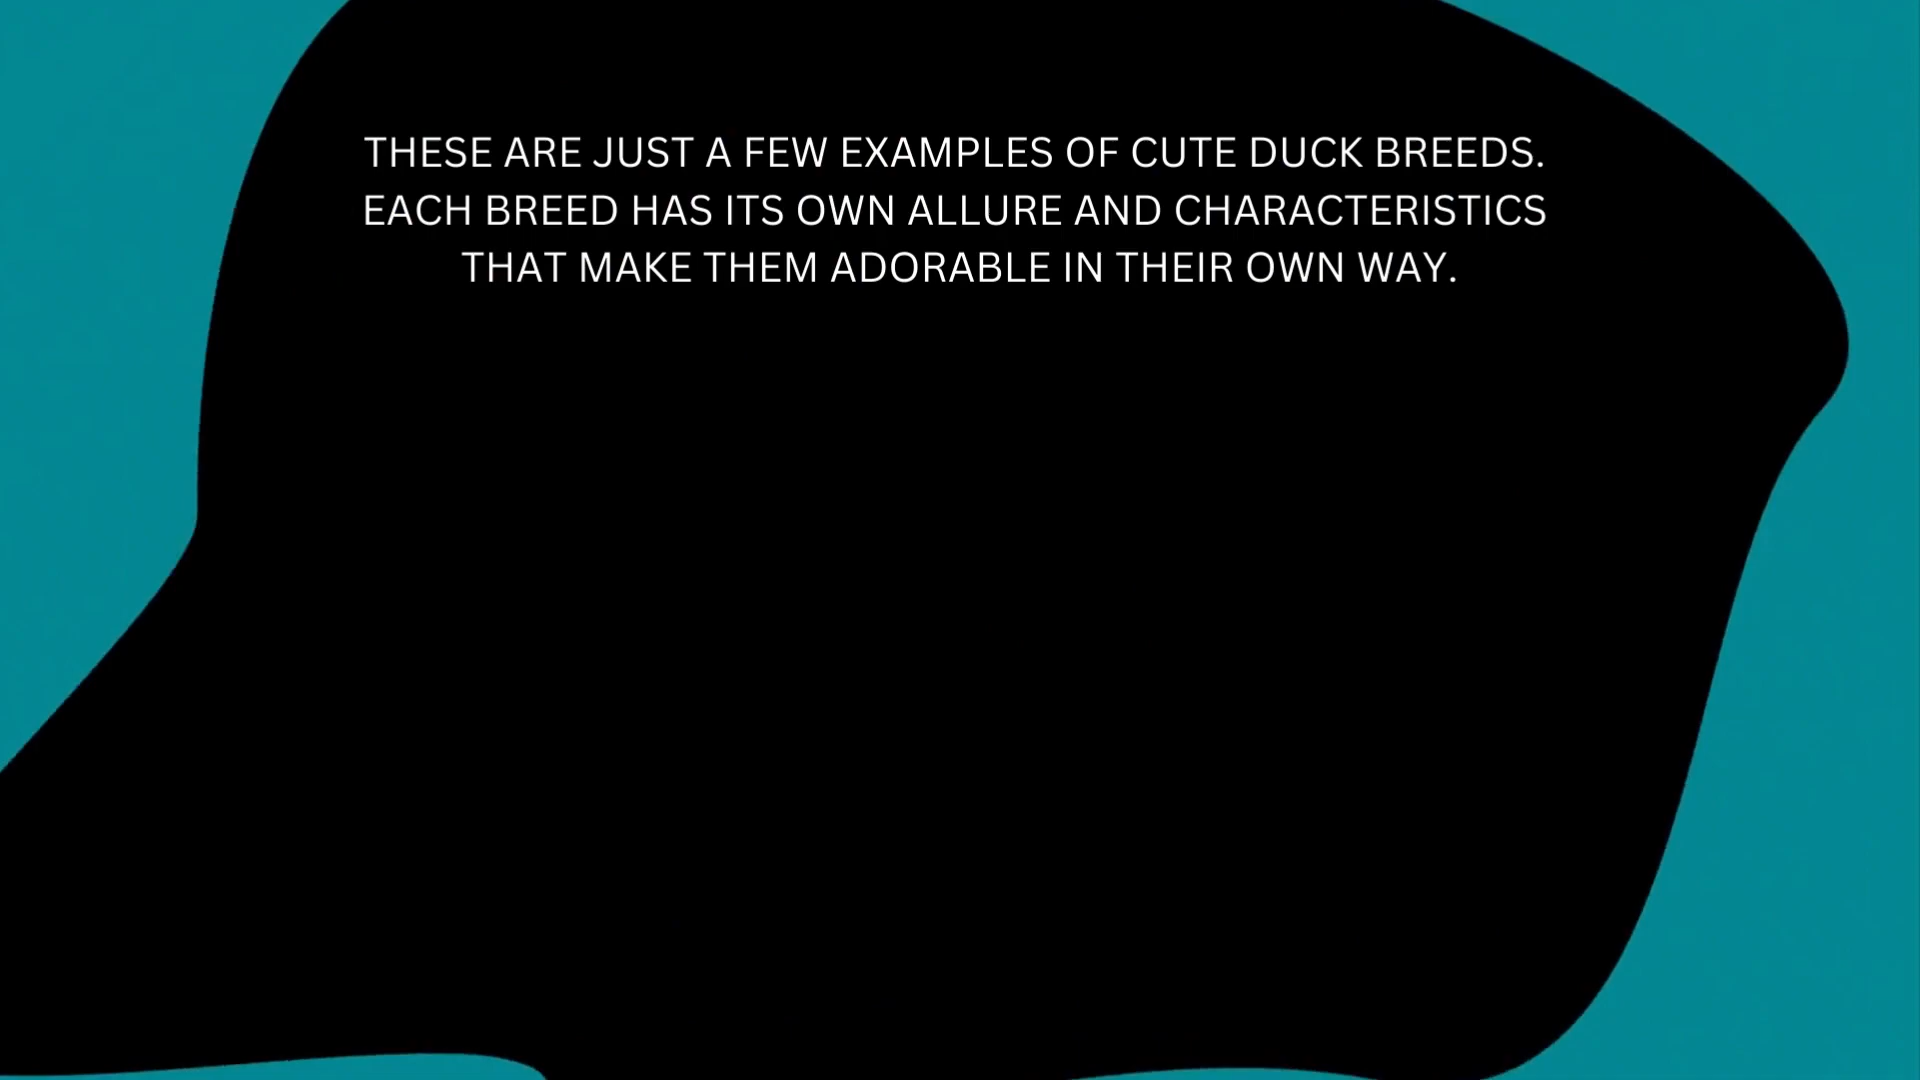 THESE ARE JUST A FEW EXAMPLES OF CUTE DUCK BREEDS.
EACH BREED HAS ITS OWN ALLURE AND CHARACTERISTICS
THAT MAKE THEM ADORABLE IN THEIR OWN WAY.